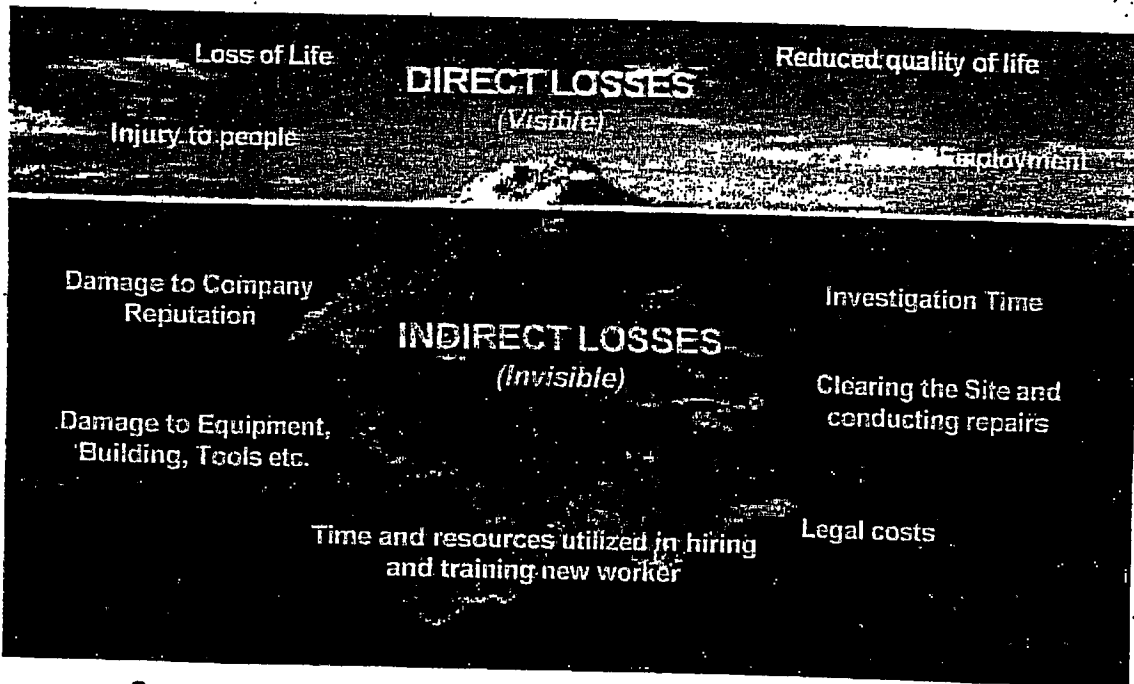 Loss of Life
DIRECT LOSSES
(Visible)
Reduced quality of life
Injury to people
Employment
Damage to Company
Reputation
INDIRECT LOSSES
(Invisible)
Investigation Time
Clearing the Site and
conducting repairs
Damage to Equipment,
Building, Tools etc.
Time and resources utilized in hiring
and training new worker
Legal costs